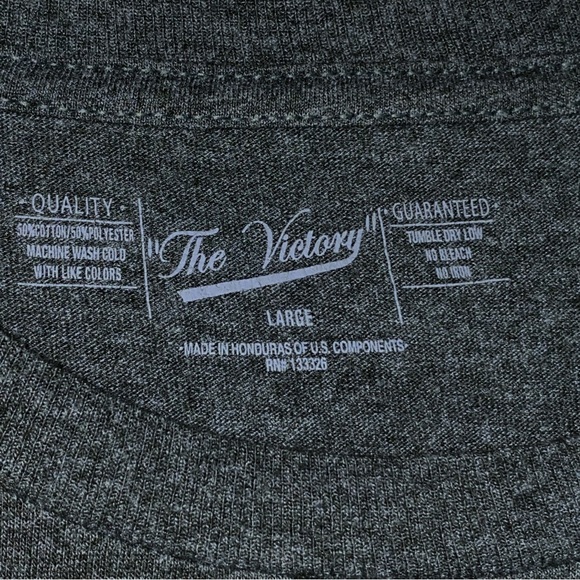 · QUALITY ·
50%COTTON/50%POLYESTER
MACHINE WASH COLD
WITH LIKE COLORS
"The Victory"
LARGE
·MADE IN HONDURAS OF U.S. COMPONENTS·
RN# 133326
· GUARANTEED ·
TUMBLE DRY LOW
NO BLEACH
NO IRON